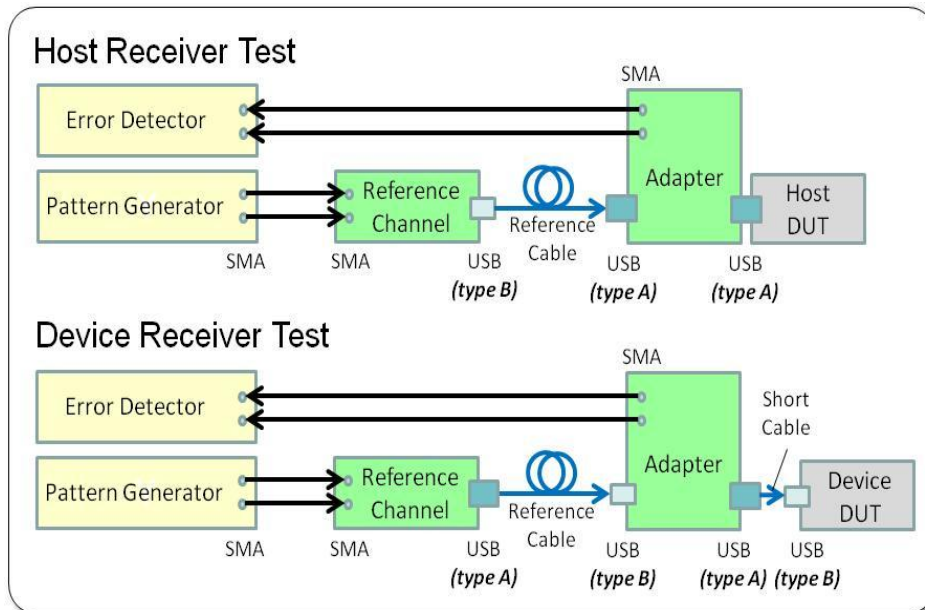 Host Receiver Test
SMA
Error Detector
Pattern Generator
Reference
Channel
Adapter
Host
DUT
Reference
Cable
SMA
SMA
USB
(type B)
USB
(type A)
USB
(type A)
Device Receiver Test
SMA
Error Detector
Short
Cable
Pattern Generator
Reference
Channel
Adapter
Device
DUT
Reference
Cable
SMA
SMA
USB
(type A)
USB
(type B)
USB
(type A)
USB
(type B)